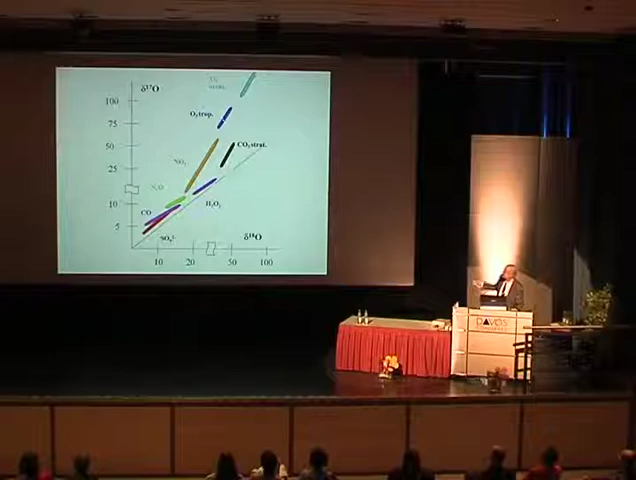 δ¹⁷O
100
O₃ trop.
75
50
CO₂ strat.
NO₃⁻
25
N₂O
10
H₂O₂
CO
5
SO₄²⁻
δ¹⁸O
10
20
50
100
DAVOS